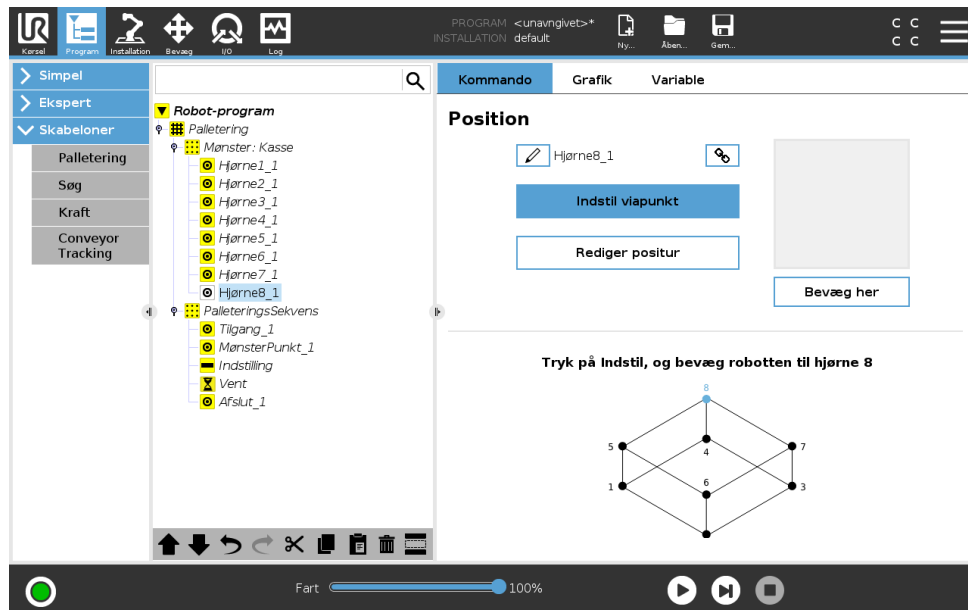 UR
Kørsel
Program
Installation
Bevæg
I/O
Log
PROGRAM <unavngivet>*
INSTALLATION default
Ny...
Åben...
Gem...
C C
C C
Simpel
Ekspert
Skabeloner
Palletering
Søg
Kraft
Conveyor
Tracking
Robot-program
Palletering
Mønster: Kasse
Hjørne1_1
Hjørne2_1
Hjørne3_1
Hjørne4_1
Hjørne5_1
Hjørne6_1
Hjørne7_1
Hjørne8_1
PalleteringsSekvens
Tilgang_1
MønsterPunkt_1
Indstilling
Vent
Afslut_1
Kommando Grafik Variable
Position
Hjørne8_1
Indstil viapunkt
Rediger positur
Bevæg her
Tryk på Indstil, og bevæg robotten til hjørne 8
8
5 7
4
6
1 3
Fart 100%